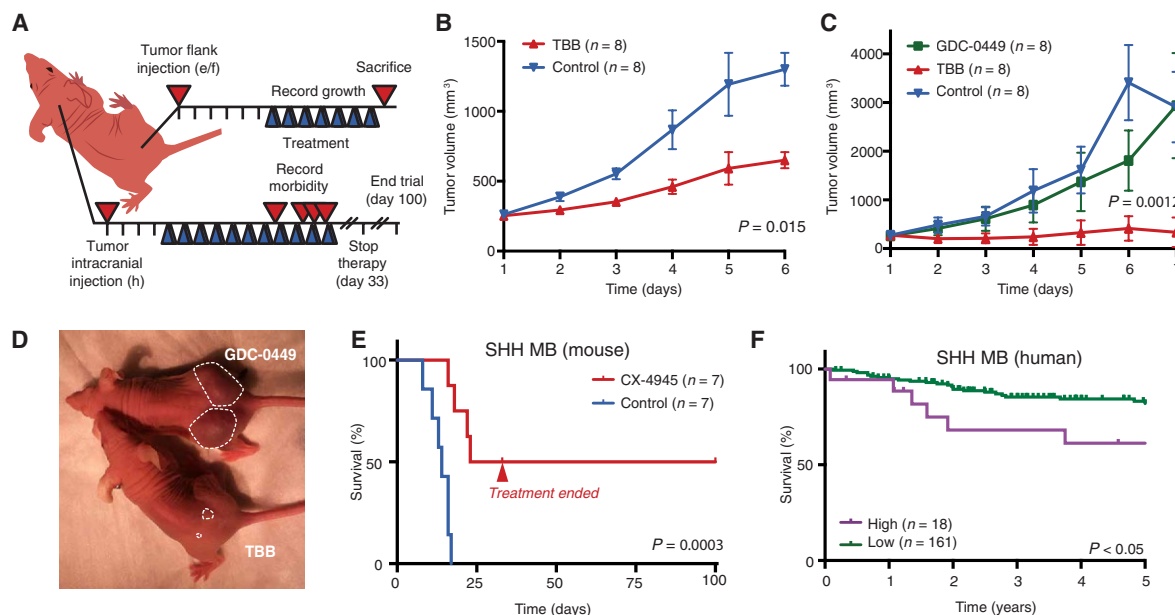 A
Tumor flank
injection (e/f)
Sacrifice
Record growth
Treatment
Record
morbidity
End trial
(day 100)
Tumor
intracranial
injection (h)
Stop
therapy
(day 33)
B
TBB (n = 8)
Control (n = 8)
Tumor volume (mm³)
1500
1000
500
0
1 2 3 4 5 6
Time (days)
P = 0.015
C
GDC-0449 (n = 8)
TBB (n = 8)
Control (n = 8)
Tumor volume (mm³)
4000
3000
2000
1000
0
1 2 3 4 5 6
Time (days)
P = 0.0012
D
GDC-0449
TBB
E
SHH MB (mouse)
CX-4945 (n = 7)
Control (n = 7)
Survival (%)
100
50
0
0 25 50 75 100
Treatment ended
P = 0.0003
Time (days)
F
SHH MB (human)
Survival (%)
100
50
0
High (n = 18)
Low (n = 161)
P < 0.05
0 1 2 3 4 5
Time (years)